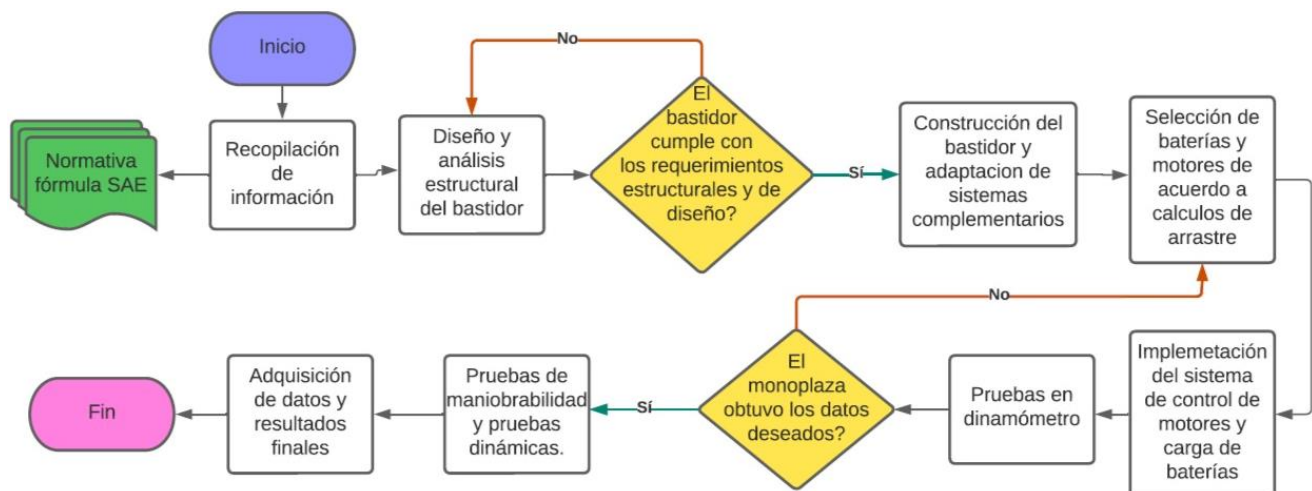 Inicio
Normativa
fórmula SAE
Recopilación
de
información
Diseño y
análisis
estructural
del bastidor
No
El
bastidor
cumple con
los requerimientos
estructurales y de
diseño?
Sí
Construcción del
bastidor y
adaptacion de
sistemas
complementarios
Selección de
baterías y
motores de
acuerdo a
calculos de
arrastre
No
Implemetación
del sistema
de control de
motores y
carga de
baterías
Pruebas en
dinamómetro
El
monoplaza
obtuvo los datos
deseados?
Sí
Pruebas de
maniobrabilidad
y pruebas
dinámicas.
Adquisición
de datos y
resultados
finales
Fin